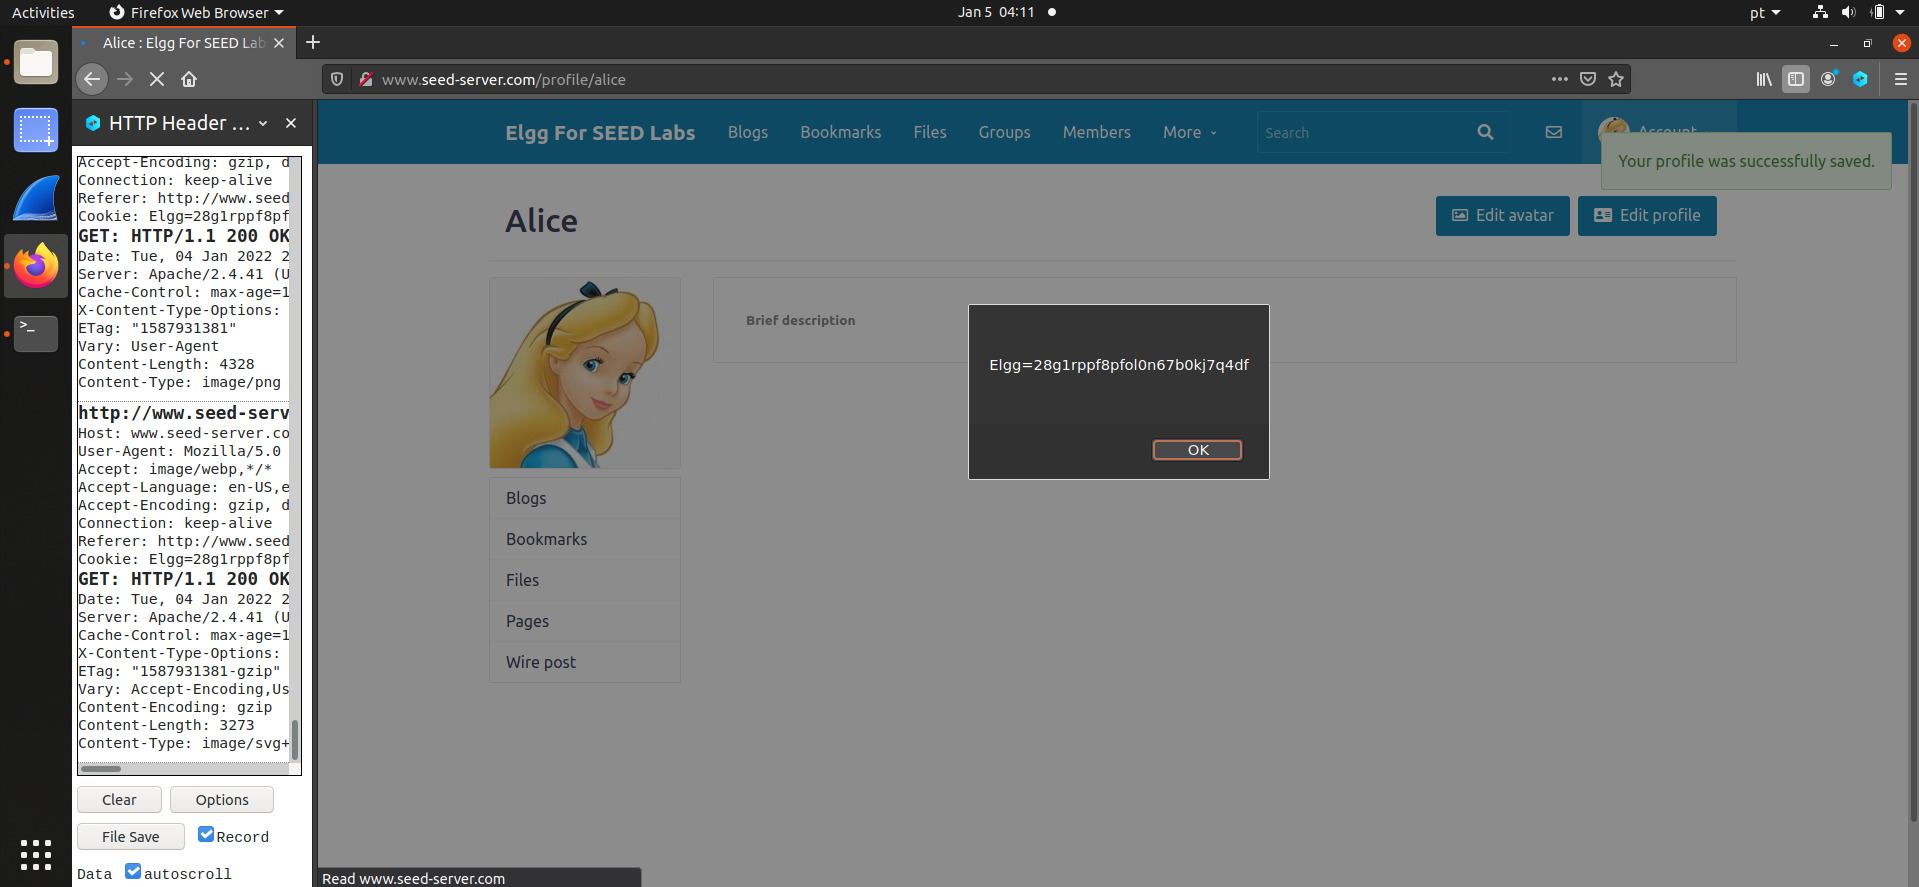 Activities
Firefox Web Browser
Jan 5 04:11
pt
Alice : Elgg For SEED Lab
www.seed-server.com/profile/alice
HTTP Header ...
Accept-Encoding: gzip, d
Connection: keep-alive
Referer: http://www.seed
Cookie: Elgg=28g1rppf8pf
GET: HTTP/1.1 200 OK
Date: Tue, 04 Jan 2022 2
Server: Apache/2.4.41 (U
Cache-Control: max-age=1
X-Content-Type-Options:
ETag: "1587931381"
Vary: User-Agent
Content-Length: 4328
Content-Type: image/png
http://www.seed-serv
Host: www.seed-server.co
User-Agent: Mozilla/5.0
Accept: image/webp,*/*
Accept-Language: en-US,e
Accept-Encoding: gzip, d
Connection: keep-alive
Referer: http://www.seed
Cookie: Elgg=28g1rppf8pf
GET: HTTP/1.1 200 OK
Date: Tue, 04 Jan 2022 2
Server: Apache/2.4.41 (U
Cache-Control: max-age=1
X-Content-Type-Options:
ETag: "1587931381-gzip"
Vary: Accept-Encoding,Us
Content-Encoding: gzip
Content-Length: 3273
Content-Type: image/svg+
Clear
Options
File Save
Record
Data
autoscroll
Elgg For SEED Labs
Blogs
Bookmarks
Files
Groups
Members
More
Search
Account
Your profile was successfully saved.
Alice
Edit avatar
Edit profile
Brief description
Elgg=28g1rppf8pfol0n67b0kj7q4df
OK
Blogs
Bookmarks
Files
Pages
Wire post
Read www.seed-server.com